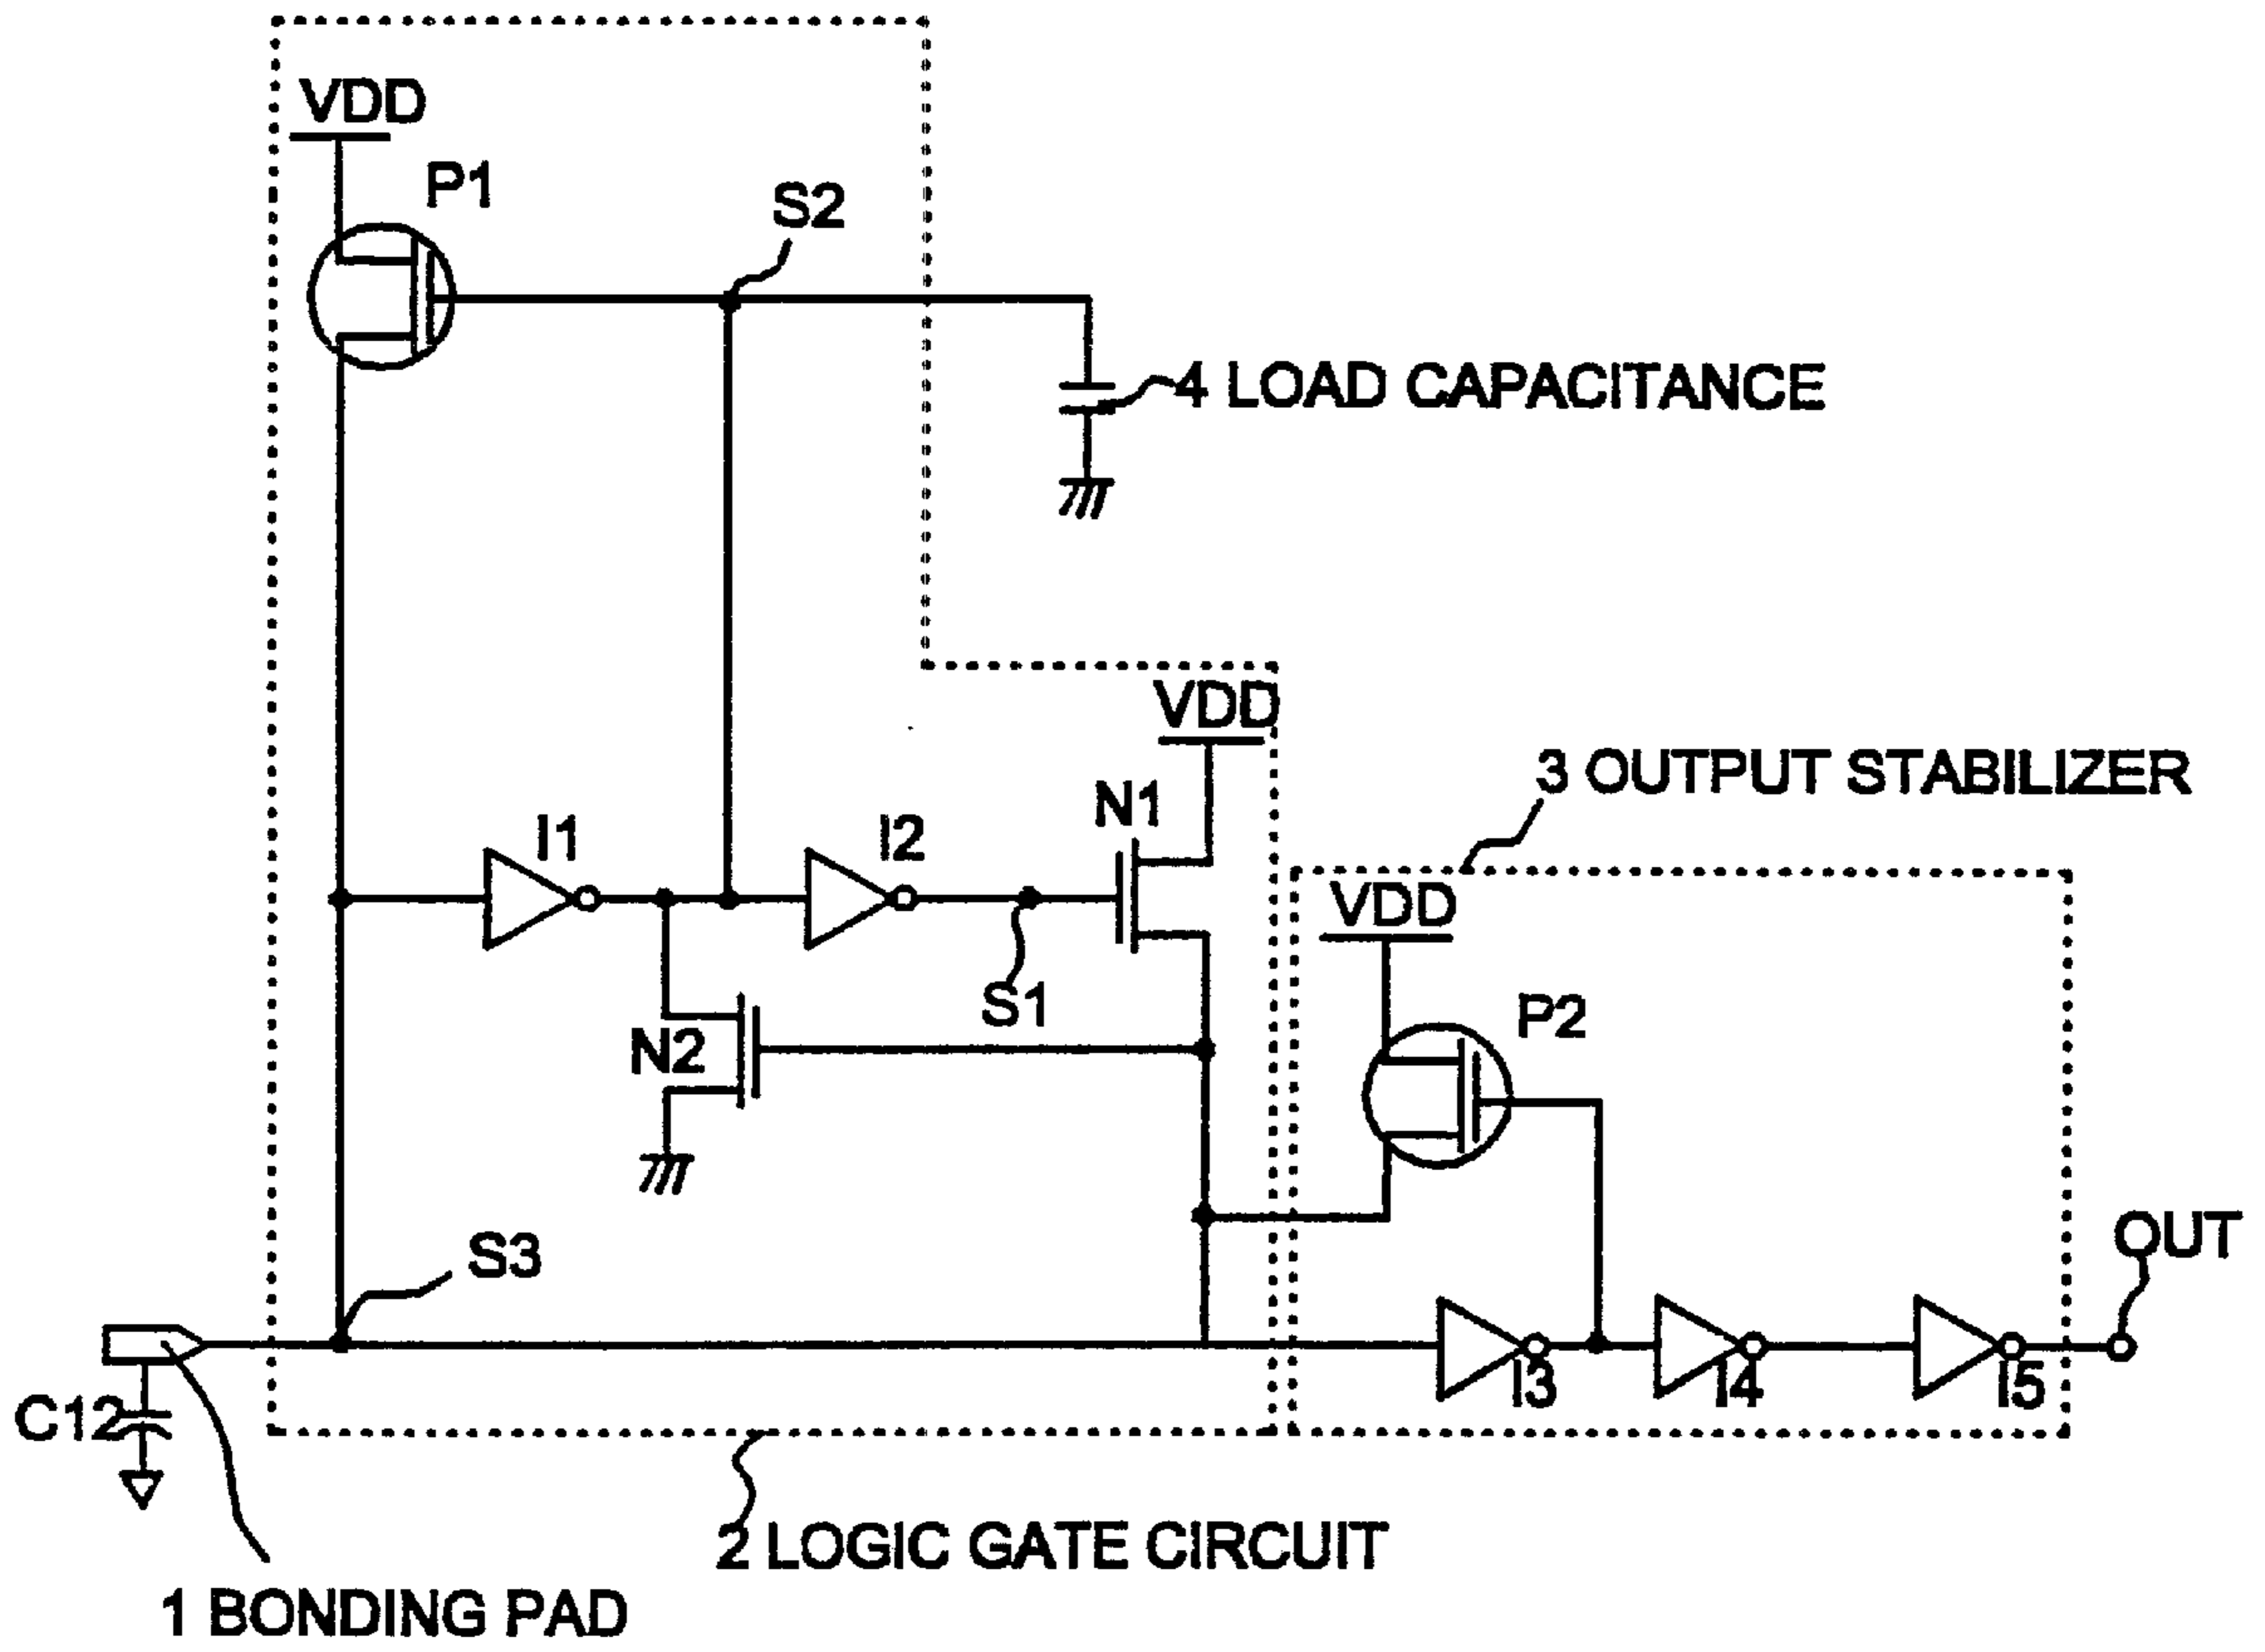 VDD
P1
S2
4 LOAD CAPACITANCE
VDD
3 OUTPUT STABILIZER
N1
I1
I2
VDD
S1
P2
N2
OUT
S3
I3
I4
I5
C12
2 LOGIC GATE CIRCUIT
1 BONDING PAD